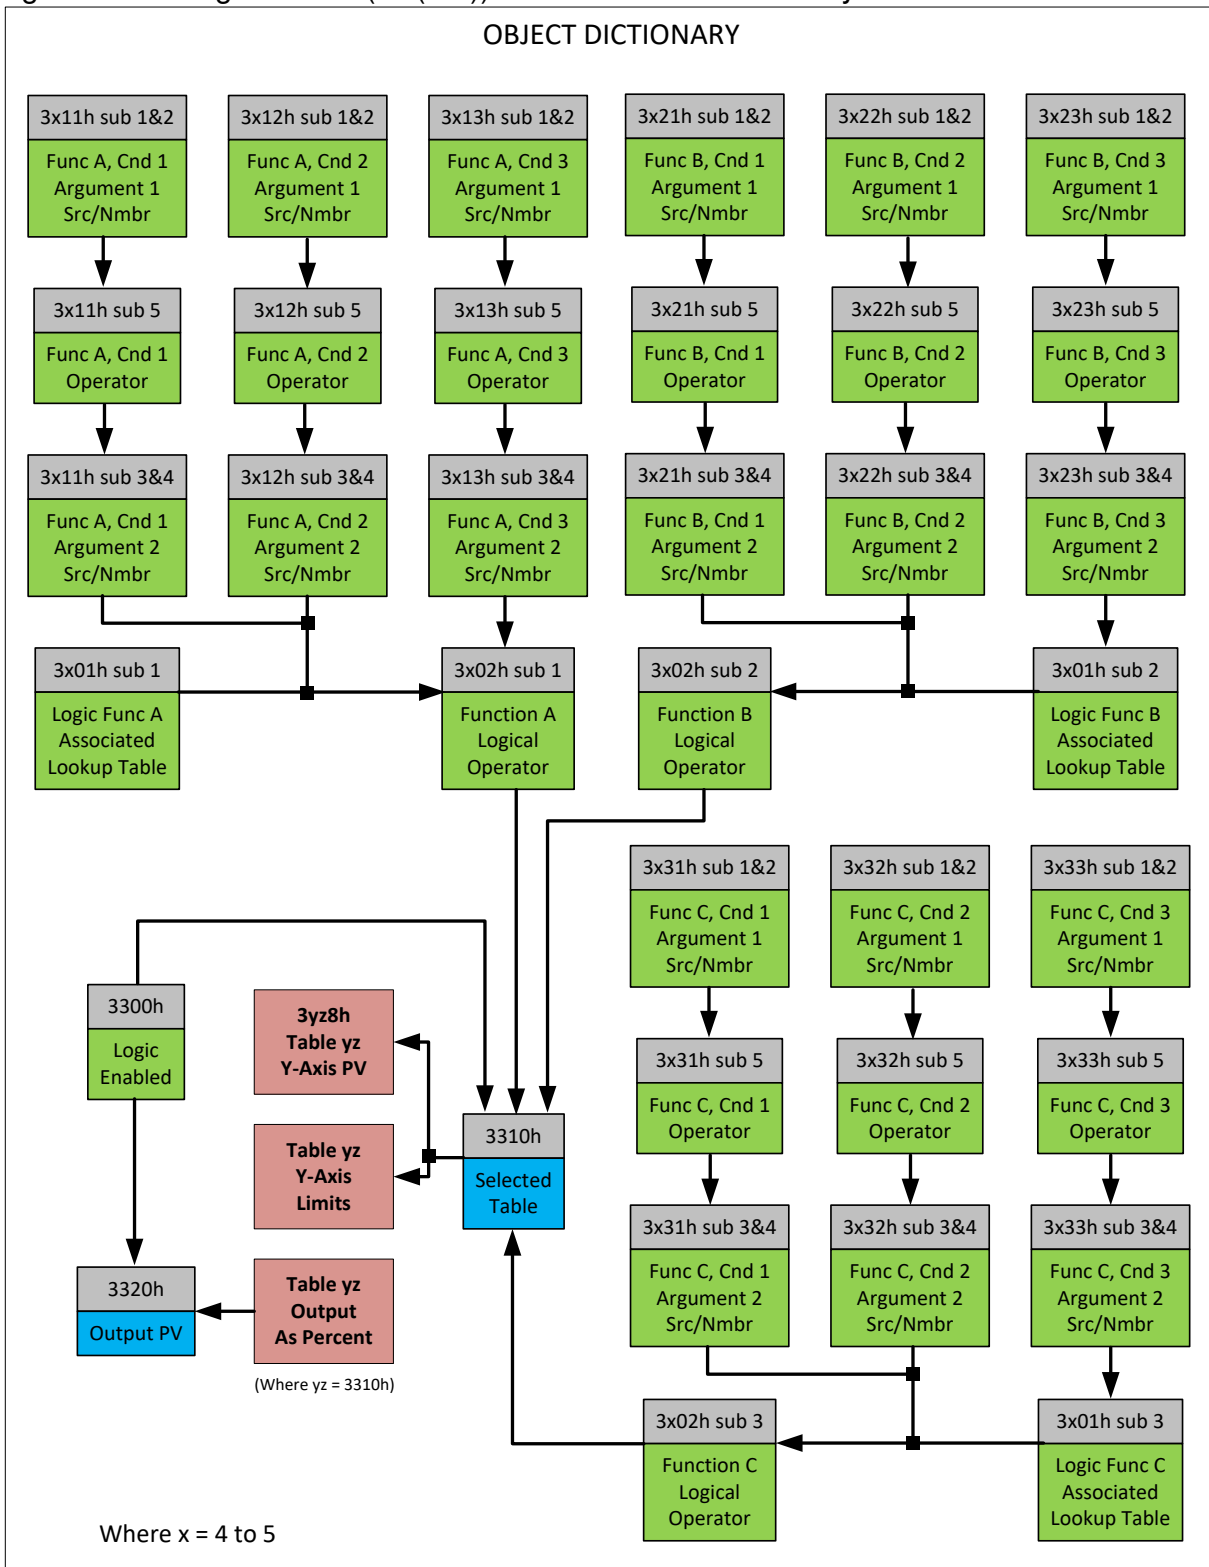 OBJECT DICTIONARY
3x11h sub 1&2
Func A, Cnd 1
Argument 1
Src/Nmbr
3x12h sub 1&2
Func A, Cnd 2
Argument 1
Src/Nmbr
3x13h sub 1&2
Func A, Cnd 3
Argument 1
Src/Nmbr
3x21h sub 1&2
Func B, Cnd 1
Argument 1
Src/Nmbr
3x22h sub 1&2
Func B, Cnd 2
Argument 1
Src/Nmbr
3x23h sub 1&2
Func B, Cnd 3
Argument 1
Src/Nmbr
3x11h sub 5
Func A, Cnd 1
Operator
3x12h sub 5
Func A, Cnd 2
Operator
3x13h sub 5
Func A, Cnd 3
Operator
3x21h sub 5
Func B, Cnd 1
Operator
3x22h sub 5
Func B, Cnd 2
Operator
3x23h sub 5
Func B, Cnd 3
Operator
3x11h sub 3&4
Func A, Cnd 1
Argument 2
Src/Nmbr
3x12h sub 3&4
Func A, Cnd 2
Argument 2
Src/Nmbr
3x13h sub 3&4
Func A, Cnd 3
Argument 2
Src/Nmbr
3x21h sub 3&4
Func B, Cnd 1
Argument 2
Src/Nmbr
3x22h sub 3&4
Func B, Cnd 2
Argument 2
Src/Nmbr
3x23h sub 3&4
Func B, Cnd 3
Argument 2
Src/Nmbr
3x01h sub 1
Logic Func A
Associated
Lookup Table
3x02h sub 1
Function A
Logical
Operator
3x02h sub 2
Function B
Logical
Operator
3x01h sub 2
Logic Func B
Associated
Lookup Table
3x31h sub 1&2
Func C, Cnd 1
Argument 1
Src/Nmbr
3x32h sub 1&2
Func C, Cnd 2
Argument 1
Src/Nmbr
3x33h sub 1&2
Func C, Cnd 3
Argument 1
Src/Nmbr
3300h
Logic
Enabled
3yz8h
Table yz
Y-Axis PV
3x31h sub 5
Func C, Cnd 1
Operator
3x32h sub 5
Func C, Cnd 2
Operator
3x33h sub 5
Func C, Cnd 3
Operator
Table yz
Y-Axis
Limits
3310h
Selected
Table
3x31h sub 3&4
Func C, Cnd 1
Argument 2
Src/Nmbr
3x32h sub 3&4
Func C, Cnd 2
Argument 2
Src/Nmbr
3x33h sub 3&4
Func C, Cnd 3
Argument 2
Src/Nmbr
3320h
Output PV
Table yz
Output
As Percent
(Where yz = 3310h)
3x02h sub 3
Function C
Logical
Operator
3x01h sub 3
Logic Func C
Associated
Lookup Table
Where x = 4 to 5